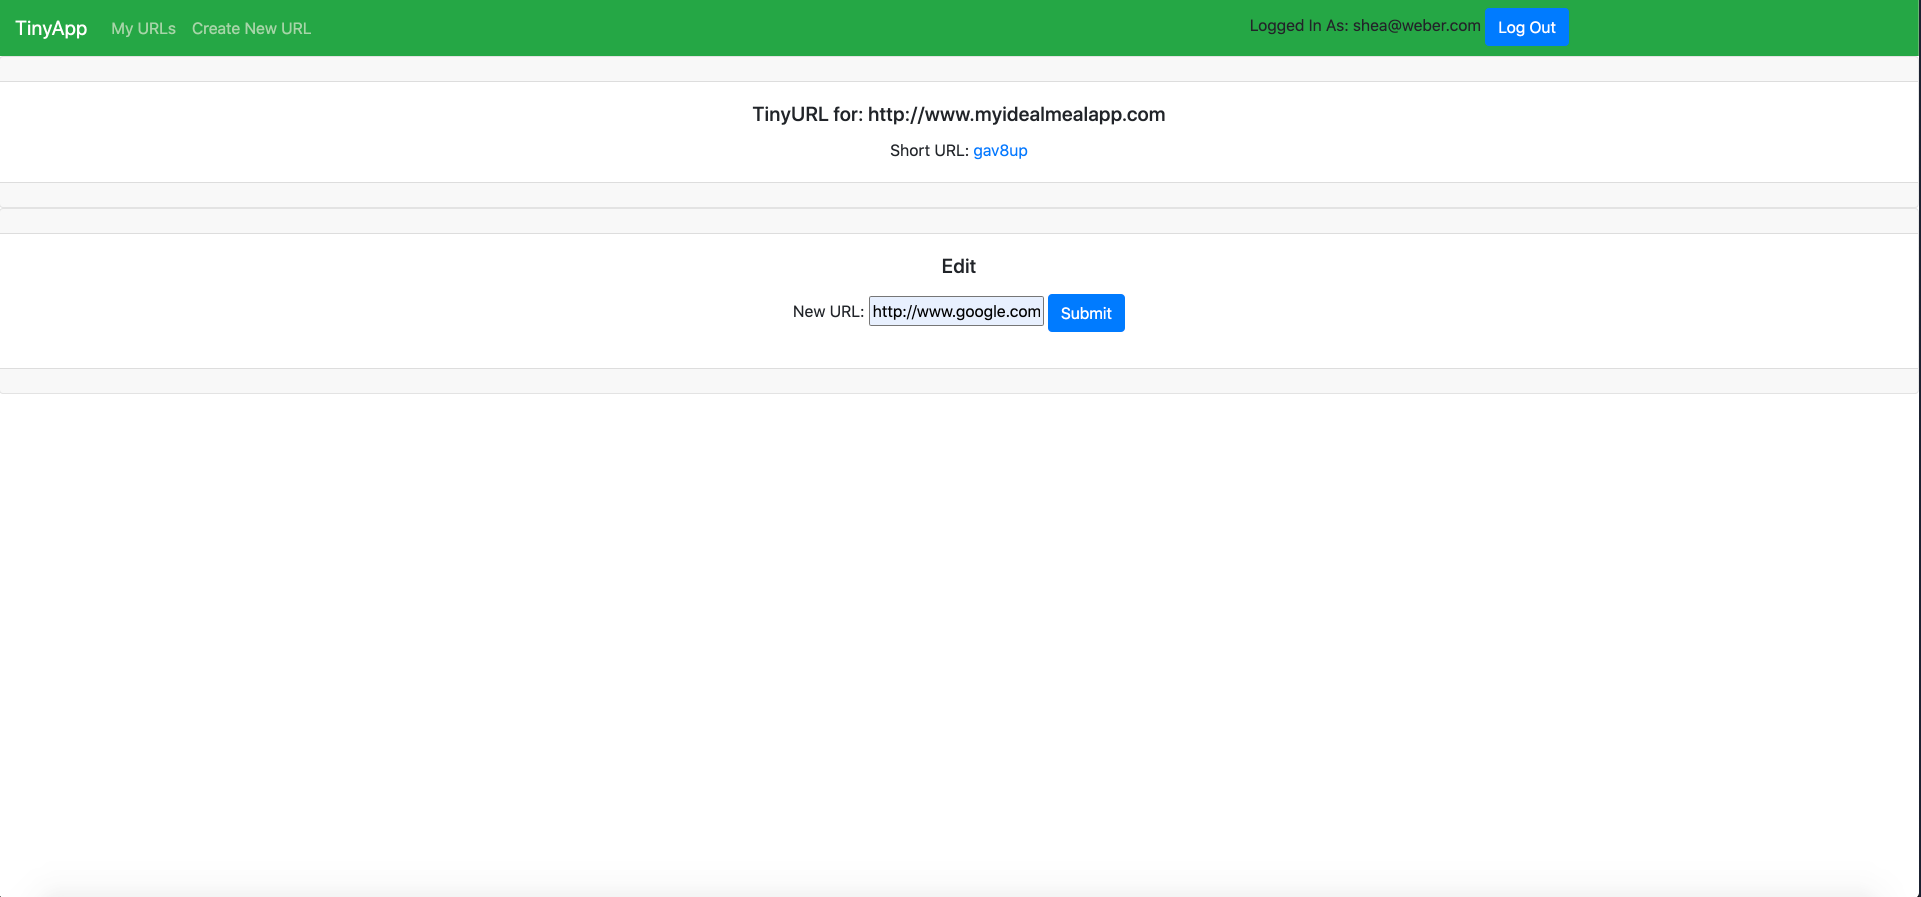 TinyApp My URLs Create New URL Logged In As: shea@weber.com Log Out
TinyURL for: http://www.myidealmealapp.com
Short URL: gav8up
Edit
New URL: http://www.google.com Submit